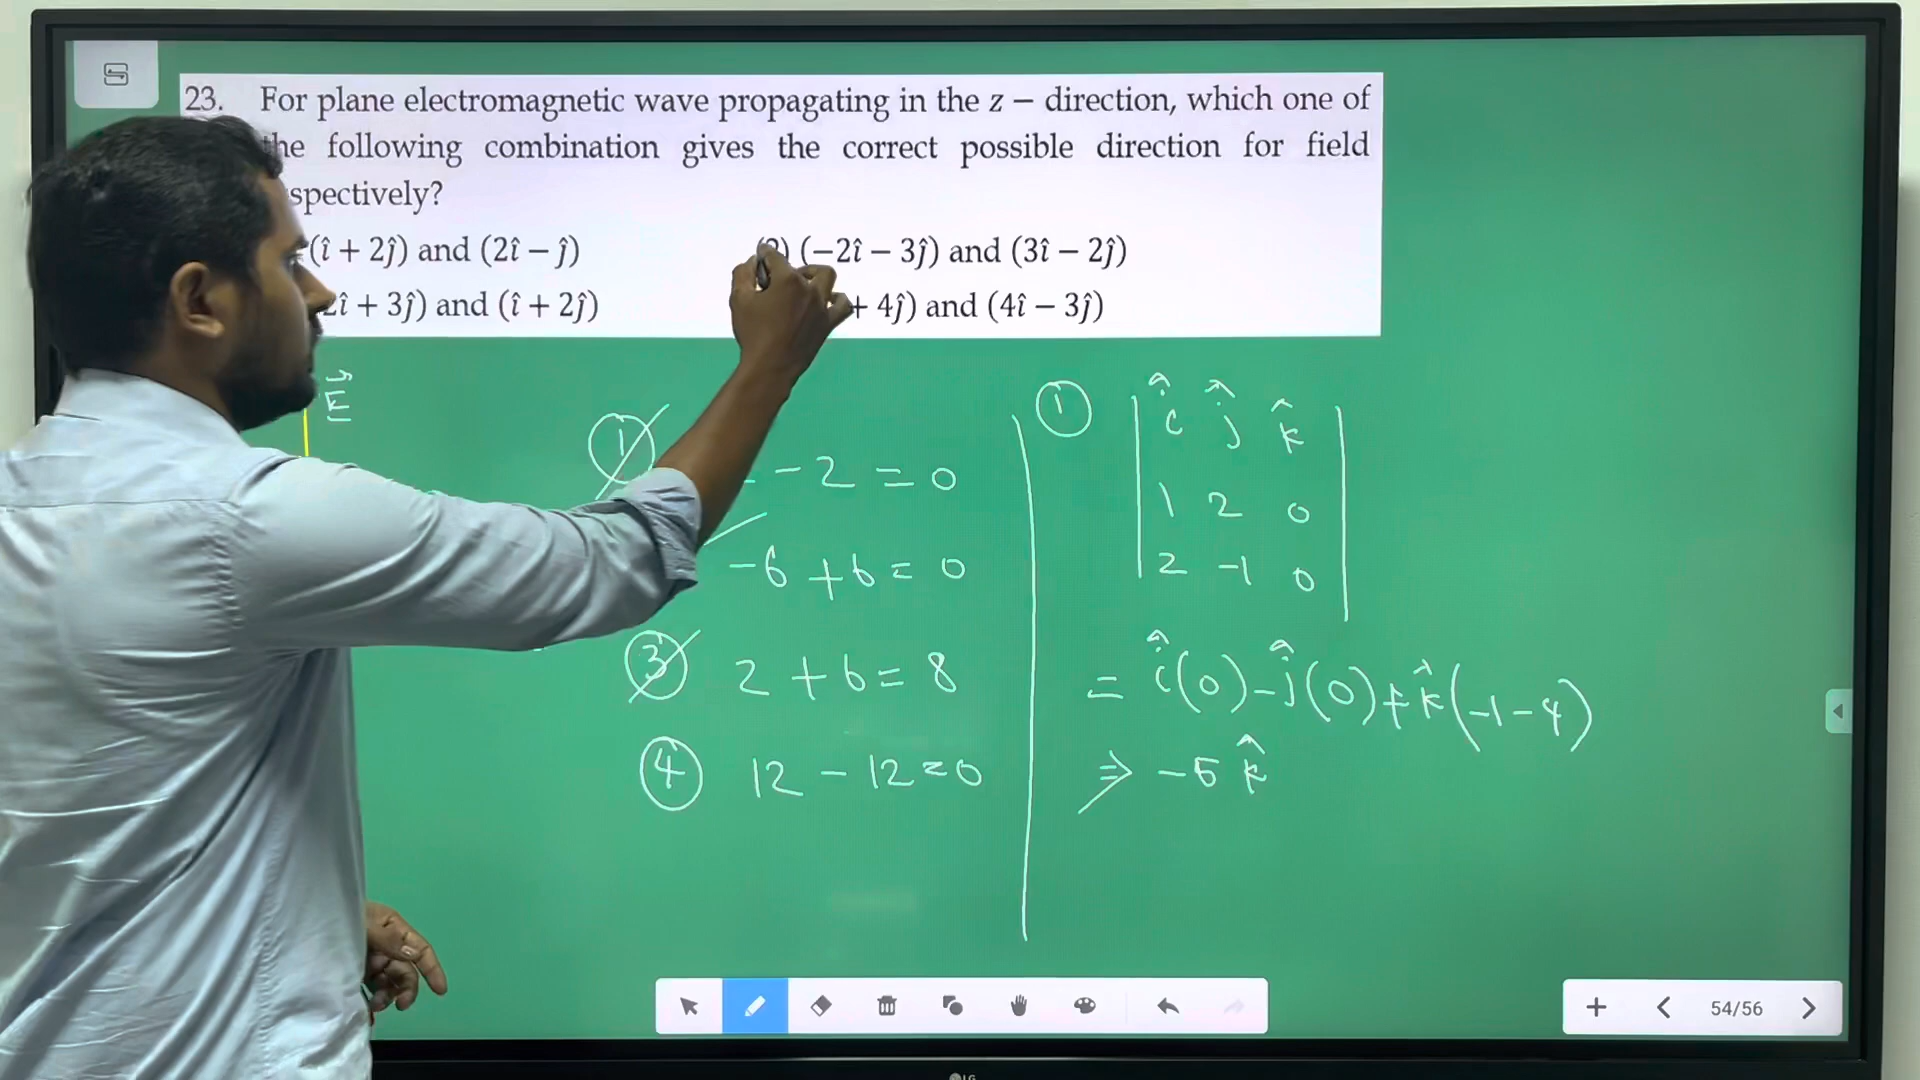 23. For plane electromagnetic wave propagating in the z – direction, which one of
the following combination gives the correct possible direction for field
spectively?
(î + 2ĵ) and (2î − ĵ)
(−2î − 3ĵ) and (3î − 2ĵ)
î + 3ĵ) and (î + 2ĵ)
+ 4ĵ) and (4î − 3ĵ)
E⃗
1
− 2 = 0
−6 + 6 = 0
3 2 + 6 = 8
4 12 − 12 = 0
1 î ĵ k̂
1 2 0
2 −1 0
= î(0) − ĵ(0) + k̂(−1−4)
⇒ −5 k̂
54/56
LG